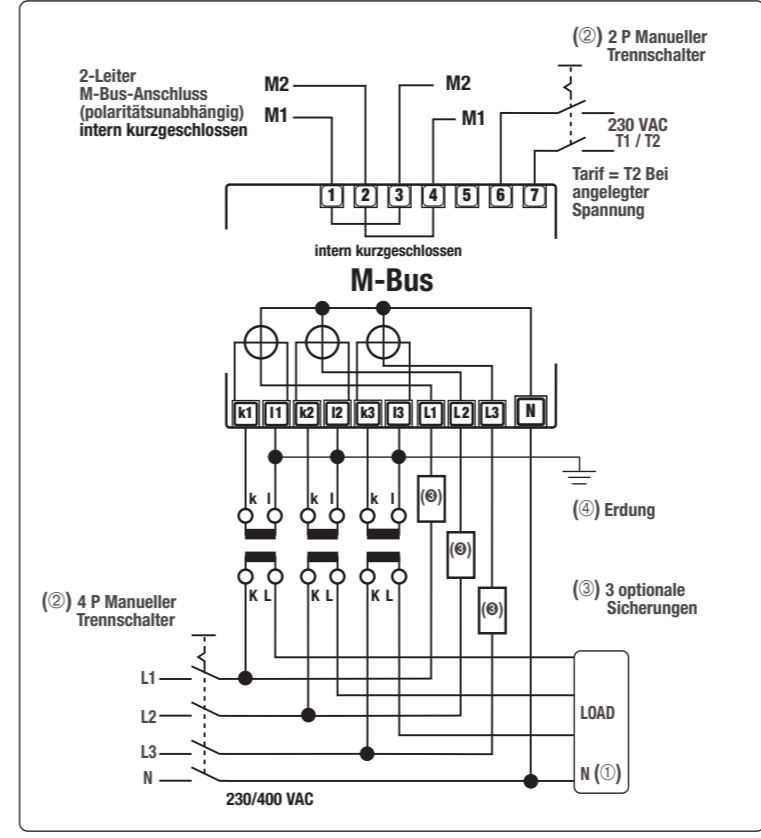 (②) 2 P Manueller
Trennschalter
2-Leiter
M-Bus-Anschluss
(polaritätsunabhängig)
intern kurzgeschlossen
M2
M1
M2
M1
230 VAC
T1 / T2
Tarif = T2 Bei
angelegter
Spannung
1 2 3 4 5 6 7
intern kurzgeschlossen
M-Bus
k1 l1 k2 l2 k3 l3 L1 L2 L3 N
k l k l k l
(③)
(③)
(③)
(④) Erdung
(③) 3 optionale
Sicherungen
K L K L K L
(②) 4 P Manueller
Trennschalter
L1
L2
L3
N
LOAD
N (①)
230/400 VAC